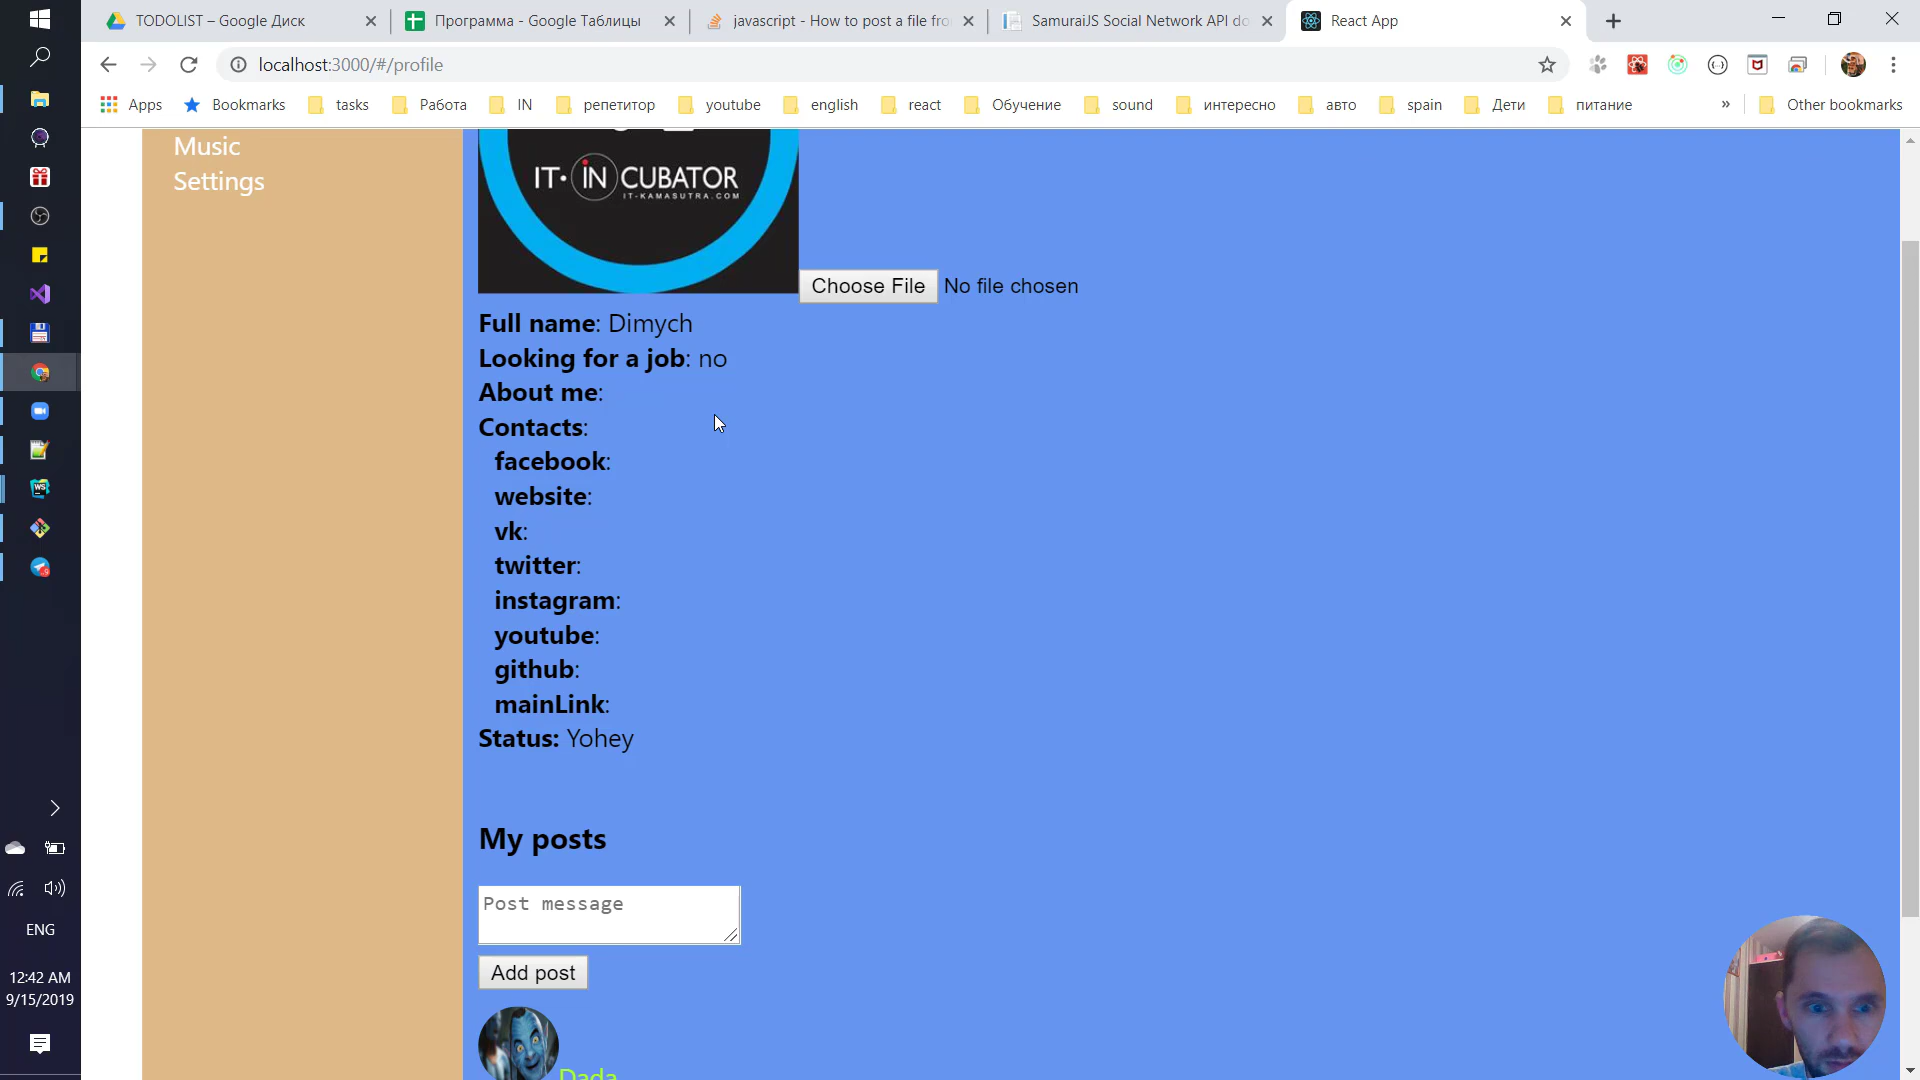 TODOLIST – Google Диск
Программа - Google Таблицы
javascript - How to post a file fro
SamuraiJS Social Network API do
React App
localhost:3000/#/profile
Apps
Bookmarks
tasks
Работа
IN
репетитор
youtube
english
react
Обучение
sound
интересно
авто
spain
Дети
питание
»
Other bookmarks
Music
Settings
IT·INCUBATOR
IT-KAMASUTRA.COM
Choose File No file chosen
Full name: Dimych
Looking for a job: no
About me:
Contacts:
facebook:
website:
vk:
twitter:
instagram:
youtube:
github:
mainLink:
Status: Yohey
My posts
Post message
Add post
Dada
WS
ENG
12:42 AM
9/15/2019